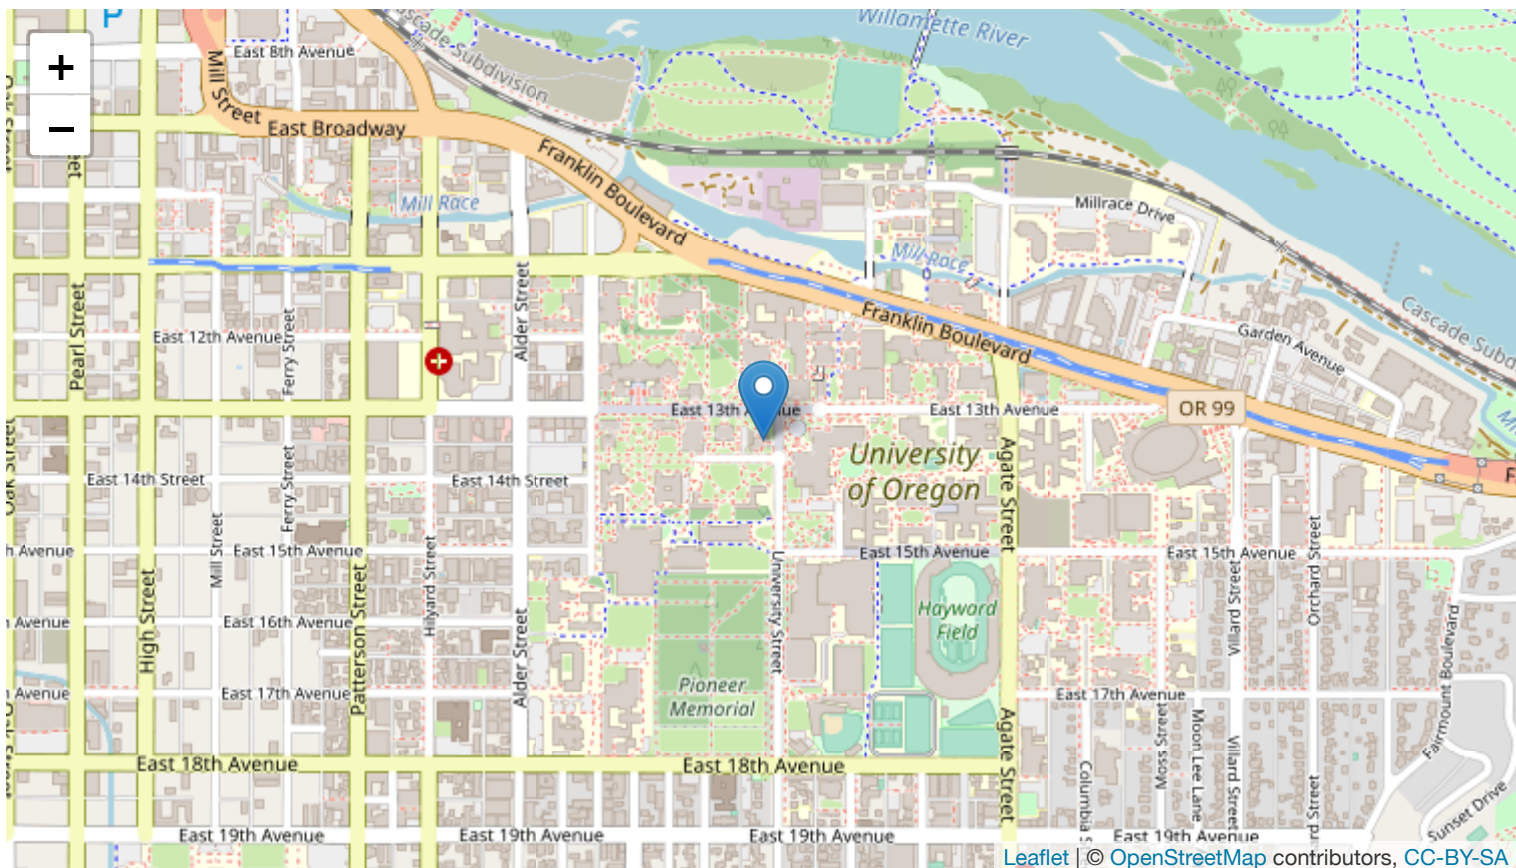 P
Willamette River
Cascade Subdivision
East 8th Avenue
+
−
Mill Street
East Broadway
Franklin Boulevard
Mill Race
Millrace Drive
Mill Race
Alder Street
Pearl Street
Ferry Street
East 12th Avenue
Franklin Boulevard
Garden Avenue
Cascade Subd
OR 99
East 13th Avenue
East 13th Avenue
University
of Oregon
Oak Street
East 14th Street
East 14th Street
Ferry Street
Agate Street
F
h Avenue
East 15th Avenue
East 15th Avenue
East 15th Avenue
Mill Street
High Street
Patterson Street
Hilyard Street
University Street
Orchard Street
Villard Street
Hayward
Field
Avenue
East 16th Avenue
Alder Street
Fairmount Boulevard
Avenue
East 17th Avenue
East 17th Avenue
Pioneer
Memorial
Agate Street
Moss Street
Moon Lee Lane
Villard Street
Columbia S
East 18th Avenue
East 18th Avenue
Sunset Drive
East 19th Avenue
East 19th Avenue
East 19th Avenue
East 19th Avenue
Leaflet | © OpenStreetMap contributors, CC-BY-SA